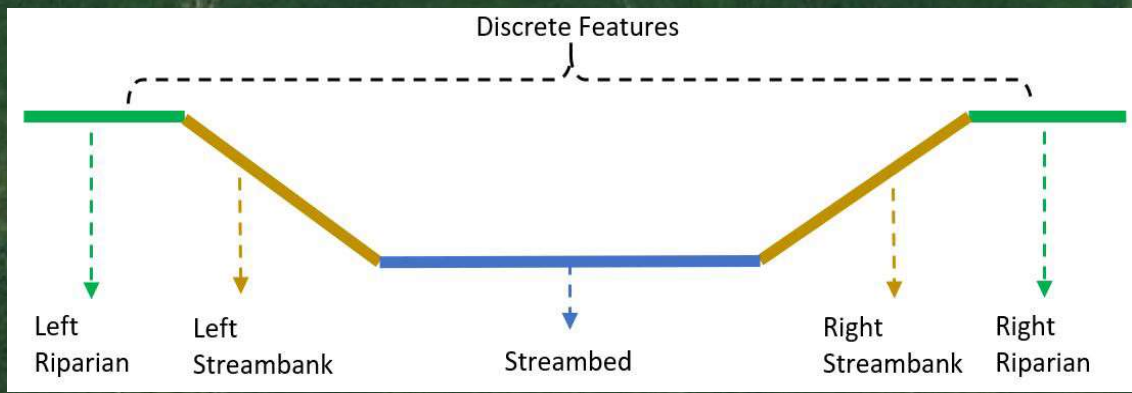 Discrete Features
Left
Riparian
Left
Streambank
Streambed
Right
Streambank
Right
Riparian